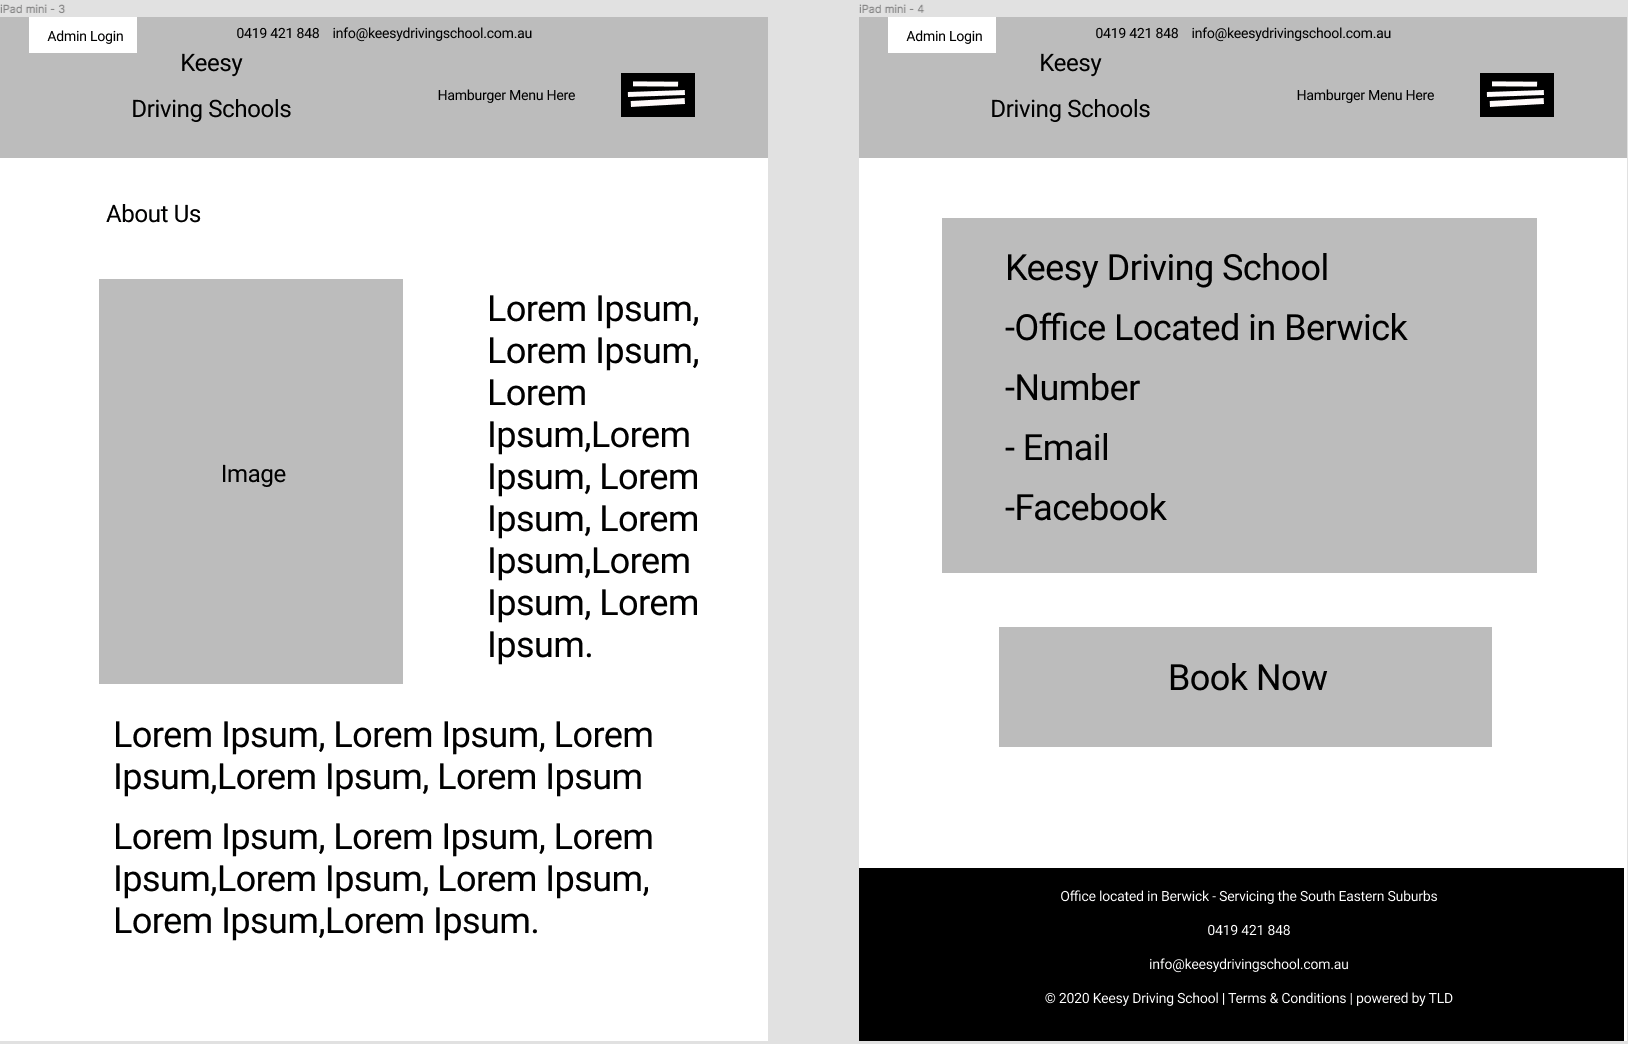 iPad mini - 3
Admin Login
0419 421 848 info@keesydrivingschool.com.au
Keesy
Driving Schools
Hamburger Menu Here
About Us
Image
Lorem Ipsum,
Lorem Ipsum,
Lorem
Ipsum,Lorem
Ipsum, Lorem
Ipsum, Lorem
Ipsum,Lorem
Ipsum, Lorem
Ipsum.
Lorem Ipsum, Lorem Ipsum, Lorem
Ipsum,Lorem Ipsum, Lorem Ipsum
Lorem Ipsum, Lorem Ipsum, Lorem
Ipsum,Lorem Ipsum, Lorem Ipsum,
Lorem Ipsum,Lorem Ipsum.
iPad mini - 4
Admin Login
0419 421 848 info@keesydrivingschool.com.au
Keesy
Driving Schools
Hamburger Menu Here
Keesy Driving School
-Office Located in Berwick
-Number
- Email
-Facebook
Book Now
Office located in Berwick - Servicing the South Eastern Suburbs
0419 421 848
info@keesydrivingschool.com.au
© 2020 Keesy Driving School | Terms & Conditions | powered by TLD